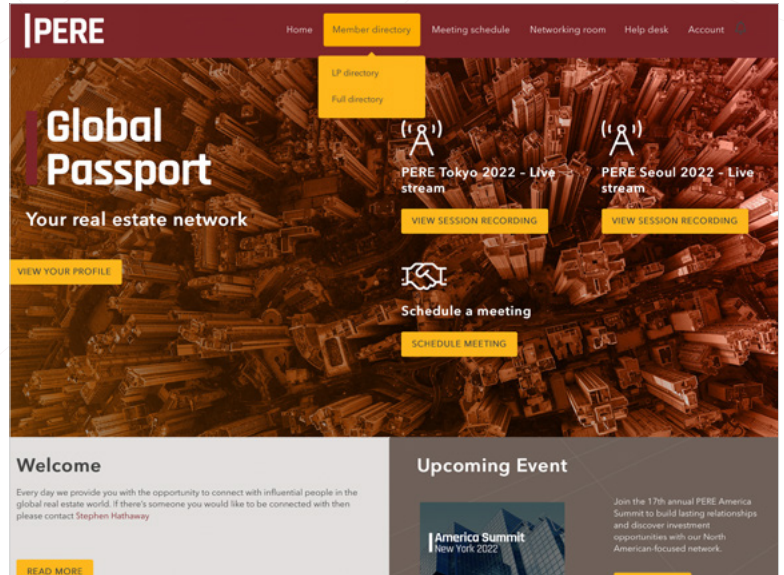 PERE
Home
Member directory
Meeting schedule
Networking room
Help desk
Account
LP directory
Full directory
Global
Passport
Your real estate network
VIEW YOUR PROFILE
PERE Tokyo 2022 – Live
stream
VIEW SESSION RECORDING
PERE Seoul 2022 – Live
stream
VIEW SESSION RECORDING
Schedule a meeting
SCHEDULE MEETING
Welcome
Every day we provide you with the opportunity to connect with influential people in the
global real estate world. If there's someone you would like to be connected with then
please contact Stephen Hathaway
READ MORE
Upcoming Event
America Summit
New York 2022
Join the 17th annual PERE America
Summit to build lasting relationships
and discover investment
opportunities with our North
American-focused network.